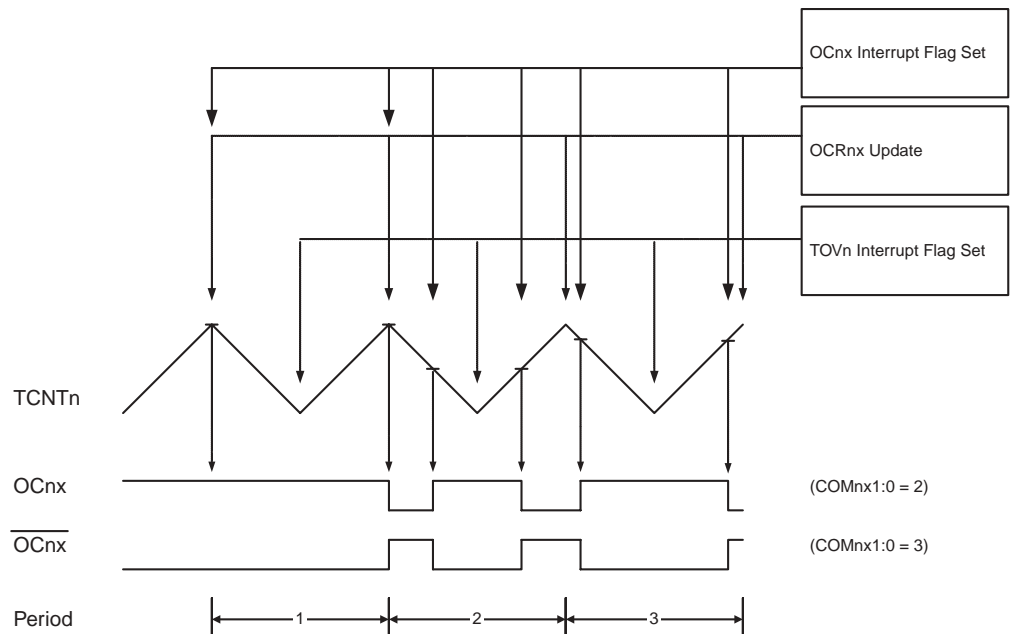 OCnx Interrupt Flag Set
OCRnx Update
TOVn Interrupt Flag Set
TCNTn
OCnx
(COMnx1:0 = 2)
OCnx
(COMnx1:0 = 3)
Period
1
2
3